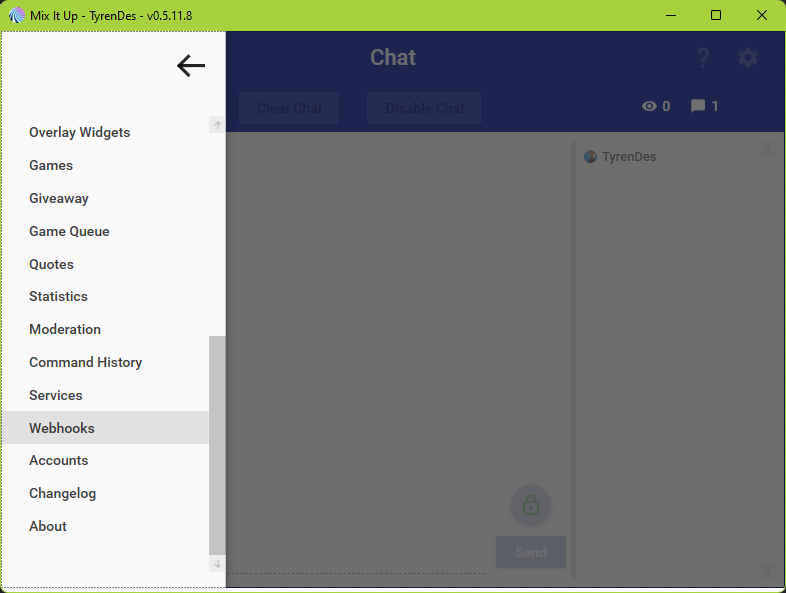 Mix It Up - TyrenDes - v0.5.11.8
Chat
Clear Chat
Disable Chat
0
1
Overlay Widgets
Games
Giveaway
Game Queue
Quotes
Statistics
Moderation
Command History
Services
Webhooks
Accounts
Changelog
About
TyrenDes
Send